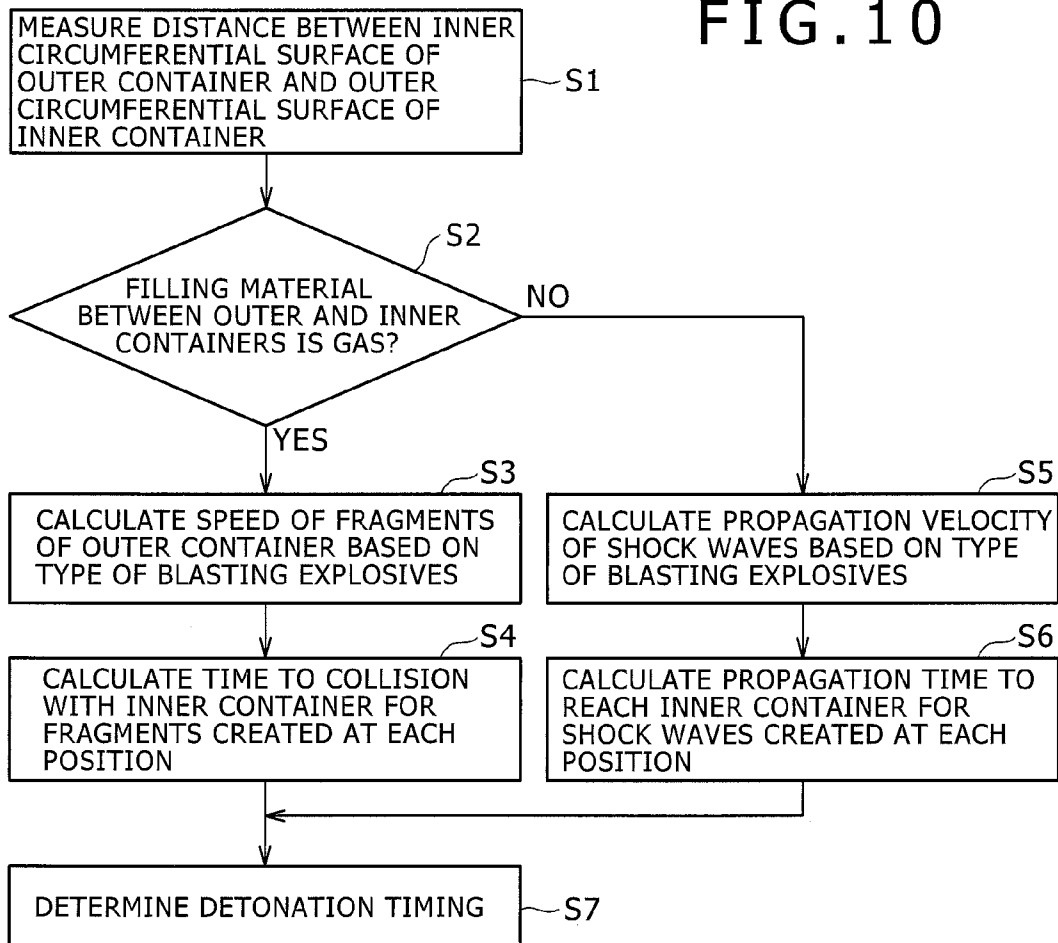 FIG.10
MEASURE DISTANCE BETWEEN INNER
CIRCUMFERENTIAL SURFACE OF
OUTER CONTAINER AND OUTER
CIRCUMFERENTIAL SURFACE OF
INNER CONTAINER
S1
S2
FILLING MATERIAL
BETWEEN OUTER AND INNER
CONTAINERS IS GAS?
NO
YES
S3
CALCULATE SPEED OF FRAGMENTS
OF OUTER CONTAINER BASED ON
TYPE OF BLASTING EXPLOSIVES
S5
CALCULATE PROPAGATION VELOCITY
OF SHOCK WAVES BASED ON TYPE
OF BLASTING EXPLOSIVES
S4
CALCULATE TIME TO COLLISION
WITH INNER CONTAINER FOR
FRAGMENTS CREATED AT EACH
POSITION
S6
CALCULATE PROPAGATION TIME TO
REACH INNER CONTAINER FOR
SHOCK WAVES CREATED AT EACH
POSITION
DETERMINE DETONATION TIMING
S7